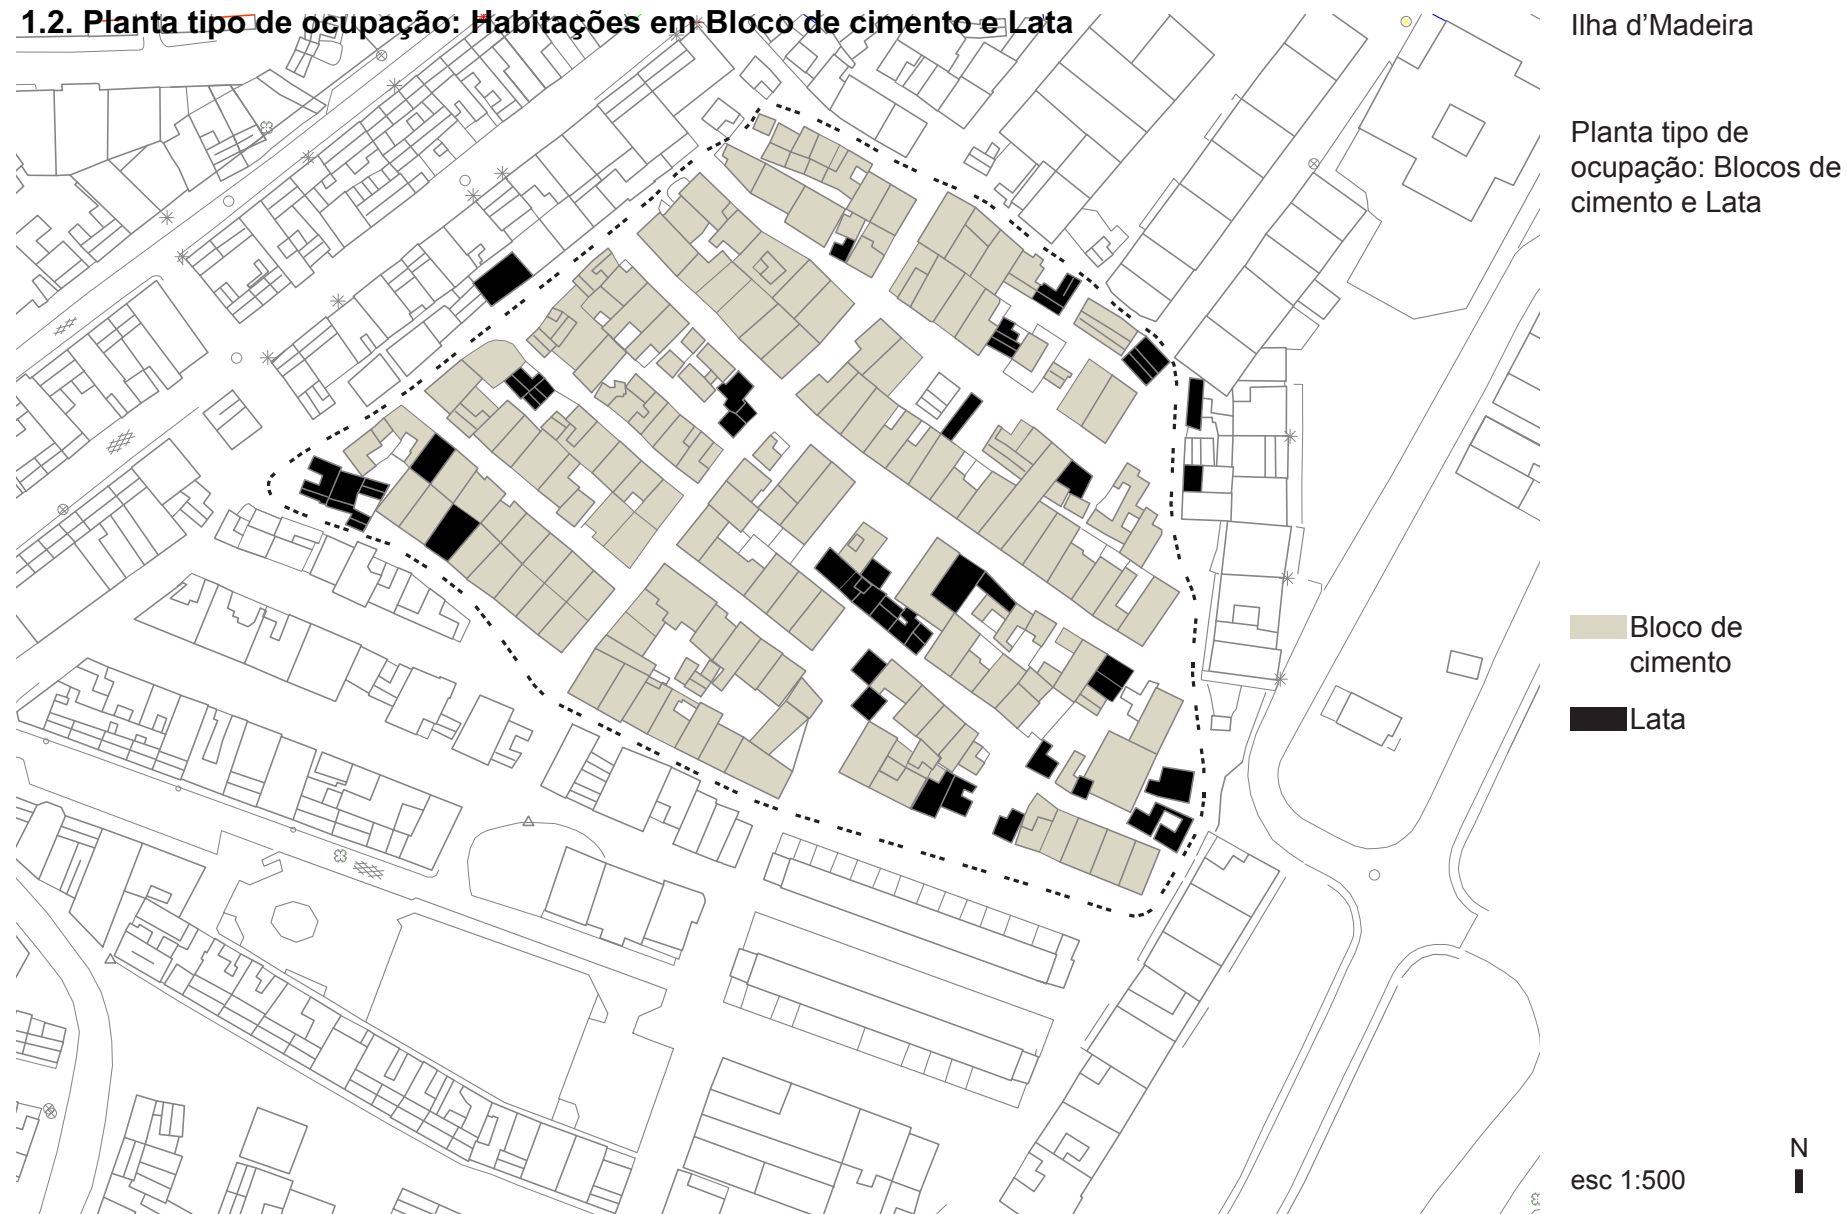 1.2. Planta tipo de ocupação: Habitações em Bloco de cimento e Lata
Ilha d’Madeira
Planta tipo de
ocupação: Blocos de
cimento e Lata
Bloco de
cimento
Lata
N
esc 1:500